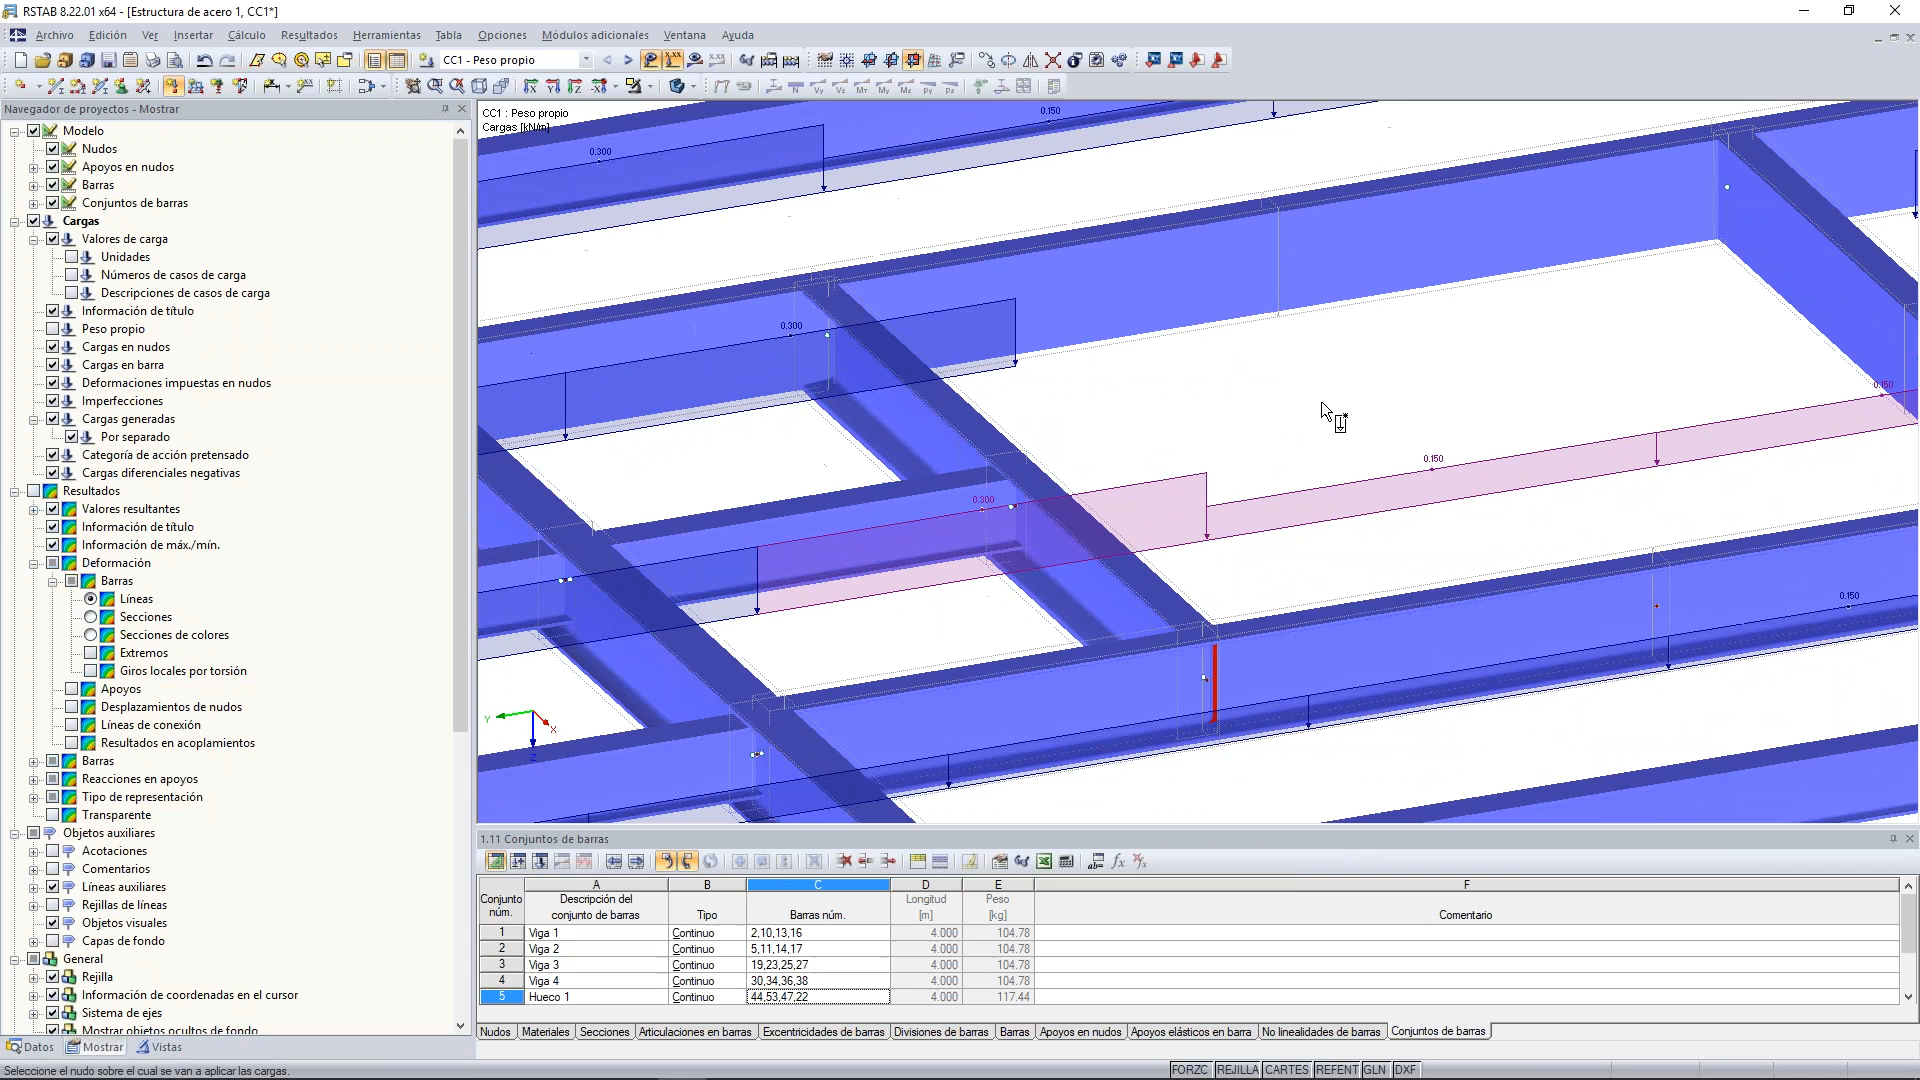 RSTAB 8.22.01 x64 - [Estructura de acero 1, CC1*]
Archivo Edición Ver Insertar Cálculo Resultados Herramientas Tabla Opciones Módulos adicionales Ventana Ayuda
CC1 - Peso propio
Navegador de proyectos - Mostrar
Modelo
Nudos
Apoyos en nudos
Barras
Conjuntos de barras
Cargas
Valores de carga
Unidades
Números de casos de carga
Descripciones de casos de carga
Información de título
Peso propio
Cargas en nudos
Cargas en barra
Deformaciones impuestas en nudos
Imperfecciones
Cargas generadas
Por separado
Categoría de acción pretensado
Cargas diferenciales negativas
Resultados
Valores resultantes
Información de título
Información de máx./mín.
Deformación
Barras
Líneas
Secciones
Secciones de colores
Extremos
Giros locales por torsión
Apoyos
Desplazamientos de nudos
Líneas de conexión
Resultados en acoplamientos
Barras
Reacciones en apoyos
Tipo de representación
Transparente
Objetos auxiliares
Acotaciones
Comentarios
Líneas auxiliares
Rejillas de líneas
Objetos visuales
Capas de fondo
General
Rejilla
Información de coordenadas en el cursor
Sistema de ejes
Mostrar objetos ocultos de fondo
Datos Mostrar Vistas
CC1 : Peso propio
Cargas [kN/m]
0.150
0.300
0.300
0.150
0.150
0.300
0.150
Y X
Z
1.11 Conjuntos de barras
A B C D E F
Conjunto Descripción del Longitud Peso
núm. conjunto de barras Tipo Barras núm. [m] [kg] Comentario
1 Viga 1 Continuo 2,10,13,16 4.000 104.78
2 Viga 2 Continuo 5,11,14,17 4.000 104.78
3 Viga 3 Continuo 19,23,25,27 4.000 104.78
4 Viga 4 Continuo 30,34,36,38 4.000 104.78
5 Hueco 1 Continuo 44,53,47,22 4.000 117.44
Nudos Materiales Secciones Articulaciones en barras Excentricidades de barras Divisiones de barras Barras Apoyos en nudos Apoyos elásticos en barra No linealidades de barras Conjuntos de barras
Seleccione el nudo sobre el cual se van a aplicar las cargas.
FORZC REJILLA CARTES REFENT GLN DXF